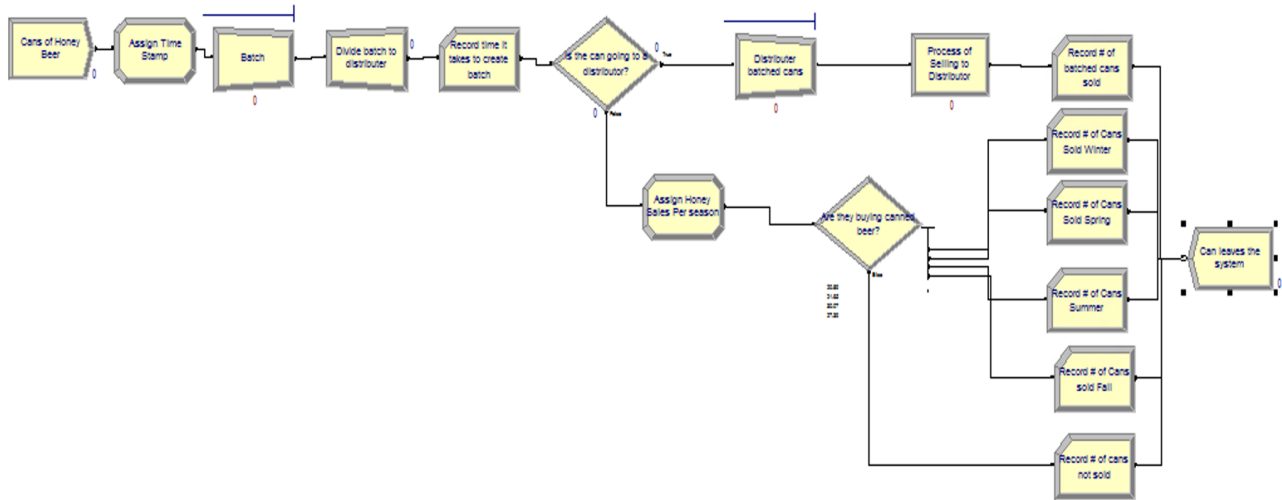 Cans of Honey
Beer
0
Assign Time
Stamp
Batch
0
Divide batch to
distributer
0
Record time it
takes to create
batch
Is the can going to a
distributor?
0
True
0
False
Distributer
batched cans
0
Process of
Selling to
Distributor
0
Record # of
batched cans
sold
Record # of Cans
Sold Winter
Record # of Cans
Sold Spring
Assign Honey
Sales Per season
Are they buying canned
beer?
Else
Record # of Cans
Summer
Record # of Cans
sold Fall
Record # of cans
not sold
Can leaves the
system
0